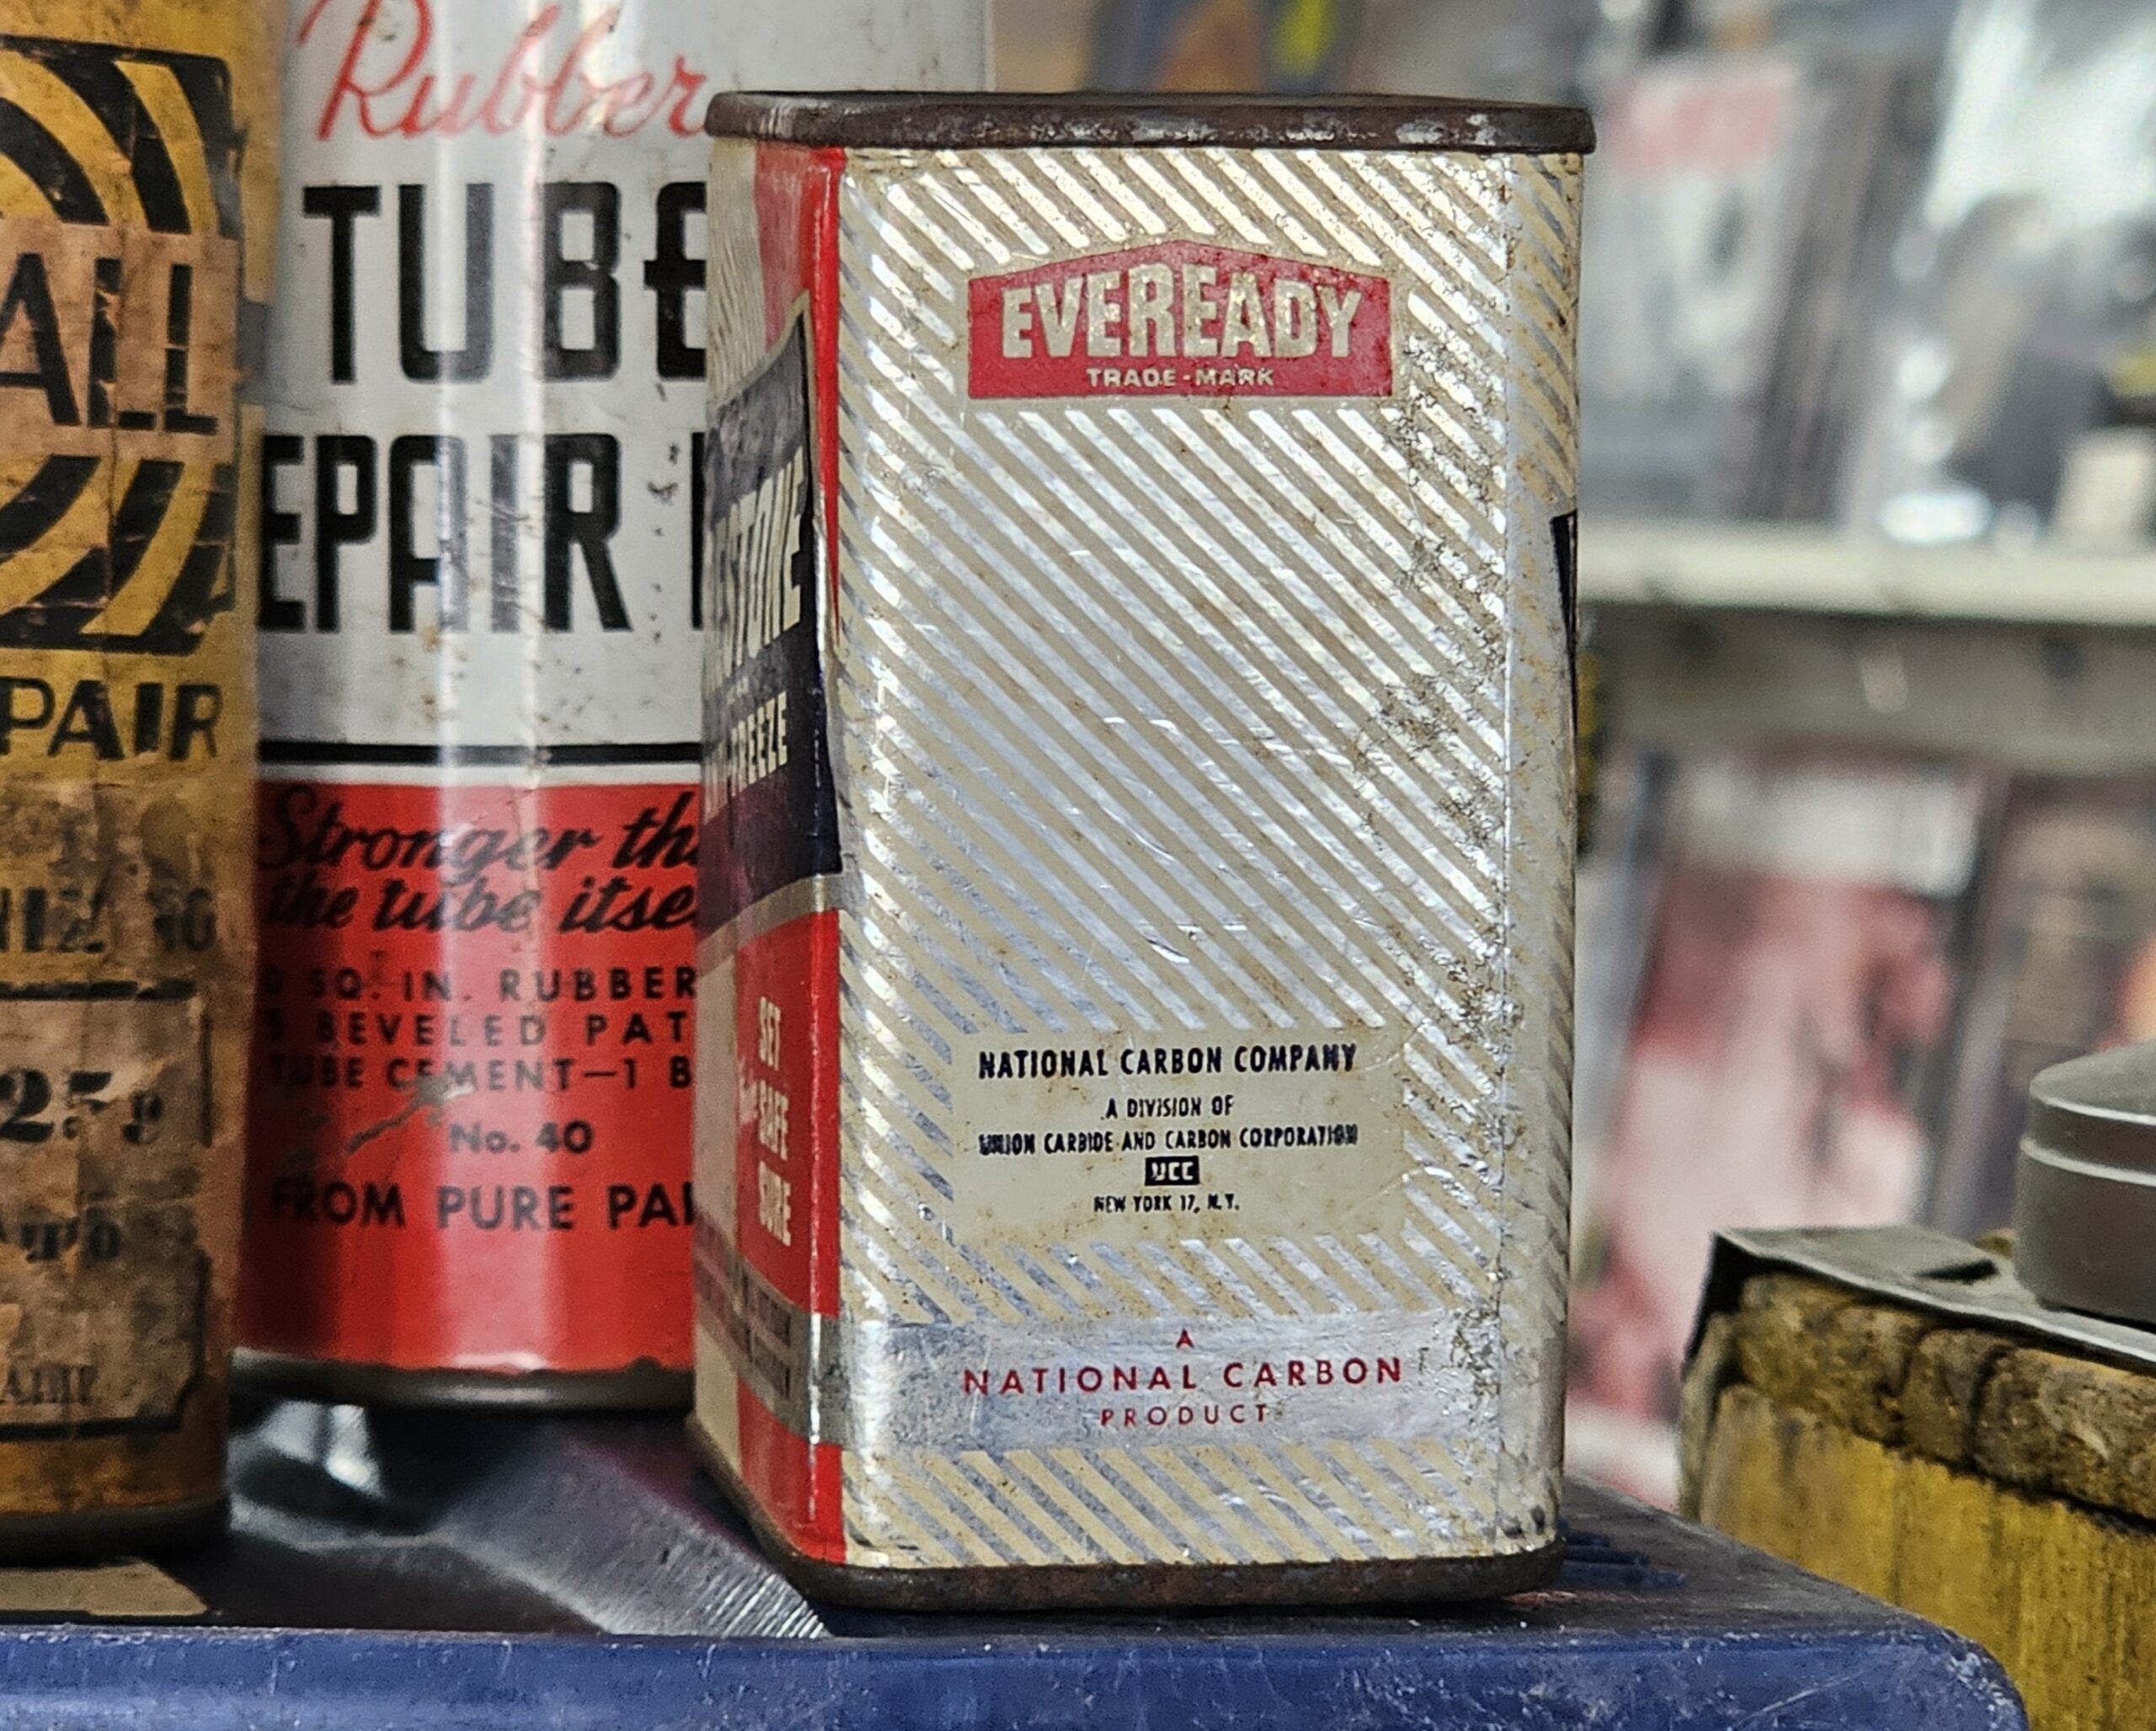 ALL
PAIR
25¢
Rubber
TUBE
EPAIR
Stronger
the tube
SQ. IN. RUBBER
BEVELED PAT
TUBE CEMENT—1 B
No. 40
FROM PURE PA
STONE
FREEZE
SET
SAFE
SURE
EVEREADY
TRADE-MARK
NATIONAL CARBON COMPANY
A DIVISION OF
UNION CARBIDE AND CARBON CORPORATION
UCC
NEW YORK 17, N.Y.
A
NATIONAL CARBON
PRODUCT